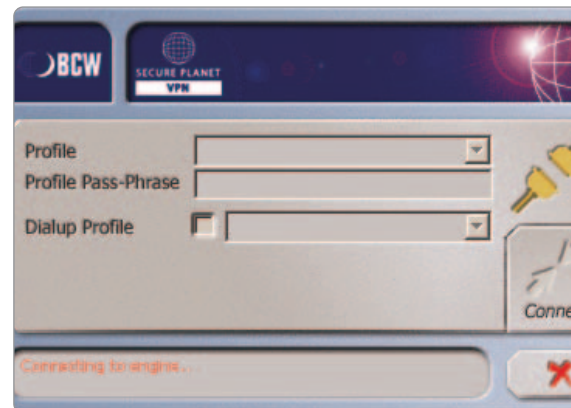 BCW
SECURE PLANET
VPN
Profile
Profile Pass-Phrase
Dialup Profile
Conne
Connecting to engine...